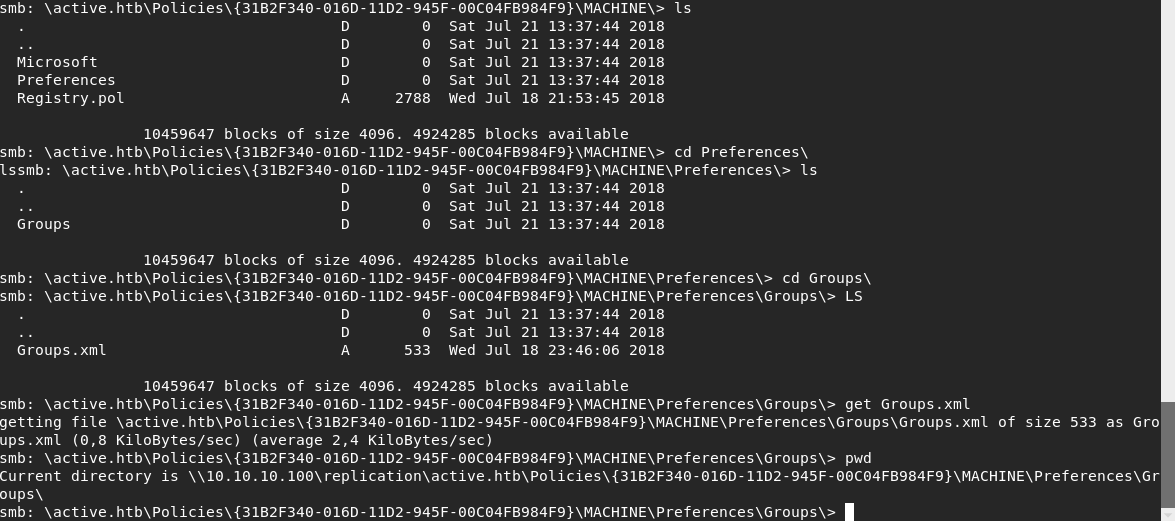 smb: \active.htb\Policies\{31B2F340-016D-11D2-945F-00C04FB984F9}\MACHINE\> ls
  .                                   D        0  Sat Jul 21 13:37:44 2018
  ..                                  D        0  Sat Jul 21 13:37:44 2018
  Microsoft                           D        0  Sat Jul 21 13:37:44 2018
  Preferences                         D        0  Sat Jul 21 13:37:44 2018
  Registry.pol                        A     2788  Wed Jul 18 21:53:45 2018

                10459647 blocks of size 4096. 4924285 blocks available
smb: \active.htb\Policies\{31B2F340-016D-11D2-945F-00C04FB984F9}\MACHINE\> cd Preferences\
lssmb: \active.htb\Policies\{31B2F340-016D-11D2-945F-00C04FB984F9}\MACHINE\Preferences\> ls
  .                                   D        0  Sat Jul 21 13:37:44 2018
  ..                                  D        0  Sat Jul 21 13:37:44 2018
  Groups                              D        0  Sat Jul 21 13:37:44 2018

                10459647 blocks of size 4096. 4924285 blocks available
smb: \active.htb\Policies\{31B2F340-016D-11D2-945F-00C04FB984F9}\MACHINE\Preferences\> cd Groups\
smb: \active.htb\Policies\{31B2F340-016D-11D2-945F-00C04FB984F9}\MACHINE\Preferences\Groups\> LS
  .                                   D        0  Sat Jul 21 13:37:44 2018
  ..                                  D        0  Sat Jul 21 13:37:44 2018
  Groups.xml                          A      533  Wed Jul 18 23:46:06 2018

                10459647 blocks of size 4096. 4924285 blocks available
smb: \active.htb\Policies\{31B2F340-016D-11D2-945F-00C04FB984F9}\MACHINE\Preferences\Groups\> get Groups.xml
getting file \active.htb\Policies\{31B2F340-016D-11D2-945F-00C04FB984F9}\MACHINE\Preferences\Groups\Groups.xml of size 533 as Gro
ups.xml (0,8 KiloBytes/sec) (average 2,4 KiloBytes/sec)
smb: \active.htb\Policies\{31B2F340-016D-11D2-945F-00C04FB984F9}\MACHINE\Preferences\Groups\> pwd
Current directory is \\10.10.10.100\replication\active.htb\Policies\{31B2F340-016D-11D2-945F-00C04FB984F9}\MACHINE\Preferences\Gr
oups\
smb: \active.htb\Policies\{31B2F340-016D-11D2-945F-00C04FB984F9}\MACHINE\Preferences\Groups\>